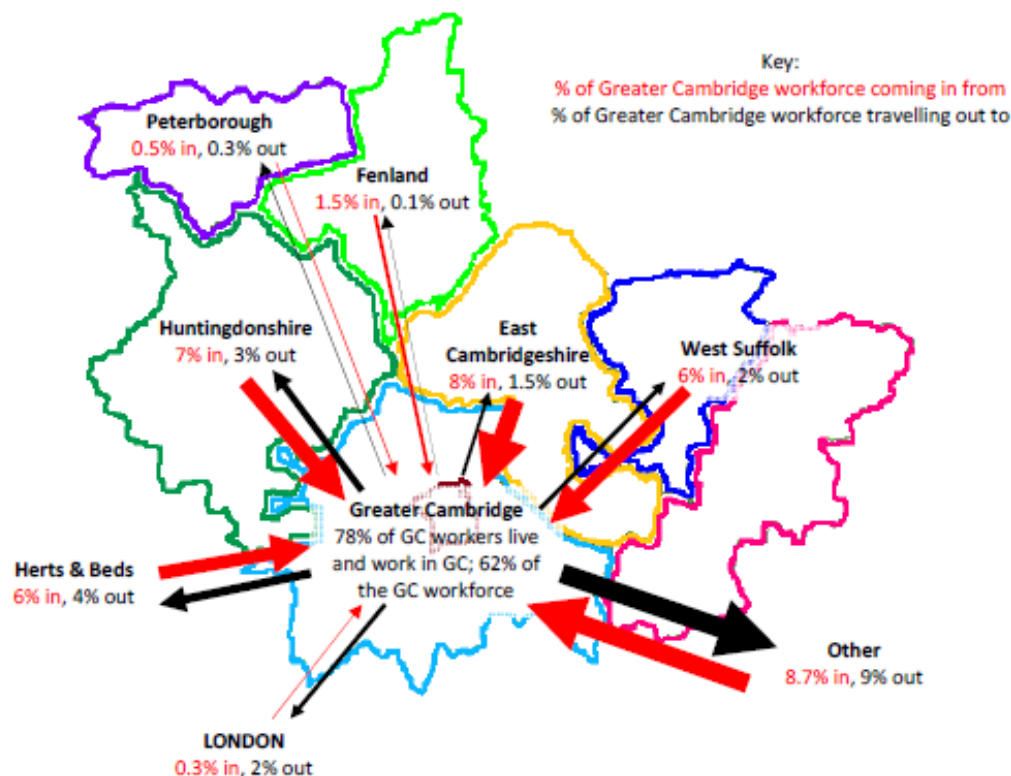 Key:
% of Greater Cambridge workforce coming in from
% of Greater Cambridge workforce travelling out to
Peterborough
0.5% in, 0.3% out
Fenland
1.5% in, 0.1% out
Huntingdonshire
7% in, 3% out
East
Cambridgeshire
8% in, 1.5% out
West Suffolk
6% in, 2% out
Greater Cambridge
78% of GC workers live
and work in GC; 62% of
the GC workforce
Herts & Beds
6% in, 4% out
Other
8.7% in, 9% out
LONDON
0.3% in, 2% out